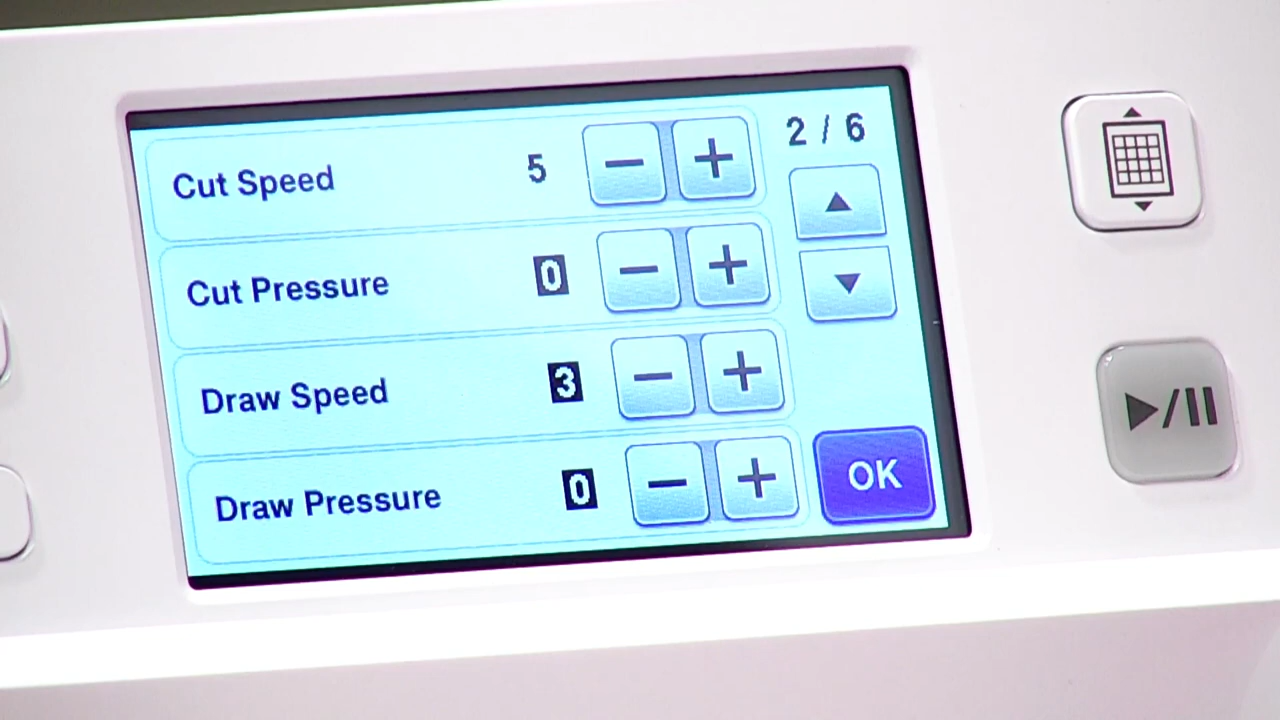 Cut Speed 5 − + 2 / 6
Cut Pressure 0 − +
Draw Speed 3 − +
Draw Pressure 0 − + OK